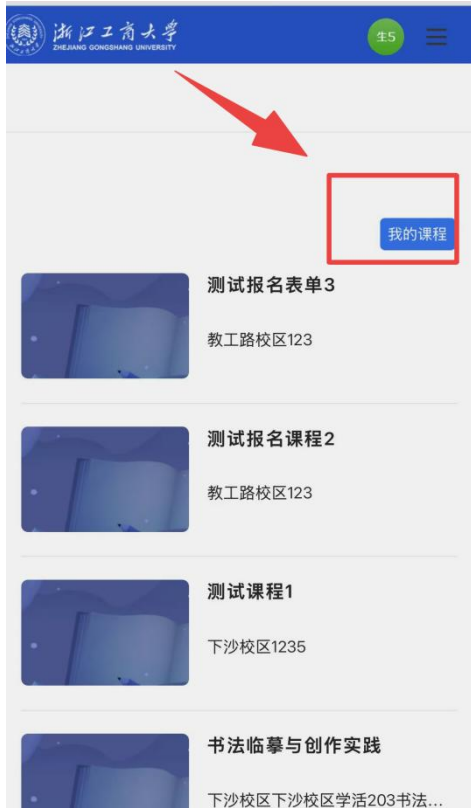 浙江工商大学
ZHEJIANG GONGSHANG UNIVERSITY
生5
我的课程
测试报名表单3
教工路校区123
测试报名课程2
教工路校区123
测试课程1
下沙校区1235
书法临摹与创作实践
下沙校区下沙校区学活203书法...